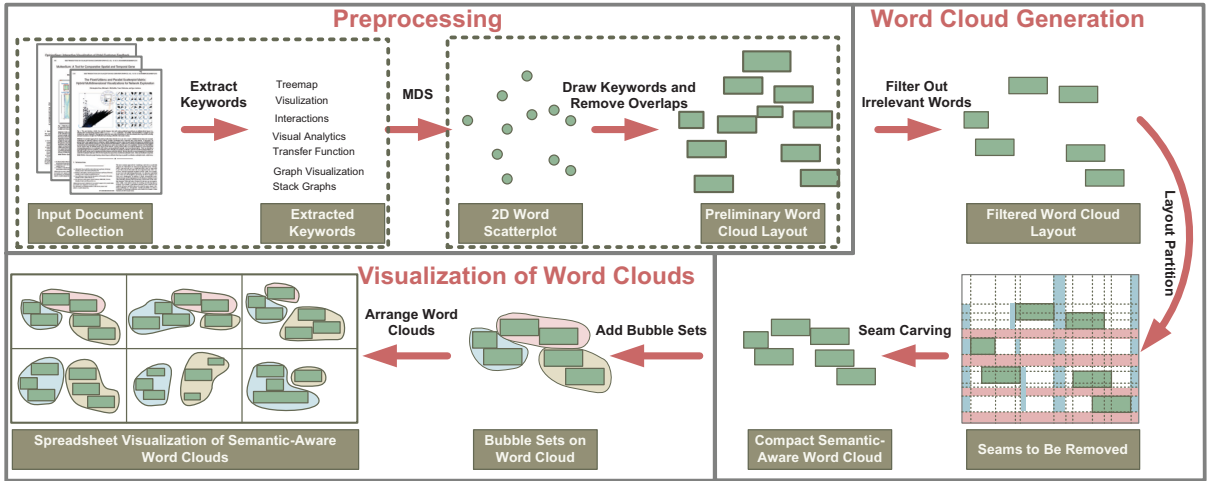 Preprocessing
Word Cloud Generation
Extract
Keywords
Treemap
Visulization
Interactions
Visual Analytics
Transfer Function
Graph Visualization
Stack Graphs
MDS
Draw Keywords and
Remove Overlaps
Filter Out
Irrelevant Words
Input Document
Collection
Extracted
Keywords
2D Word
Scatterplot
Preliminary Word
Cloud Layout
Filtered Word Cloud
Layout
Layout Partition
Visualization of Word Clouds
Arrange Word
Clouds
Add Bubble Sets
Seam Carving
Spreadsheet Visualization of Semantic-Aware
Word Clouds
Bubble Sets on
Word Cloud
Compact Semantic-
Aware Word Cloud
Seams to Be Removed